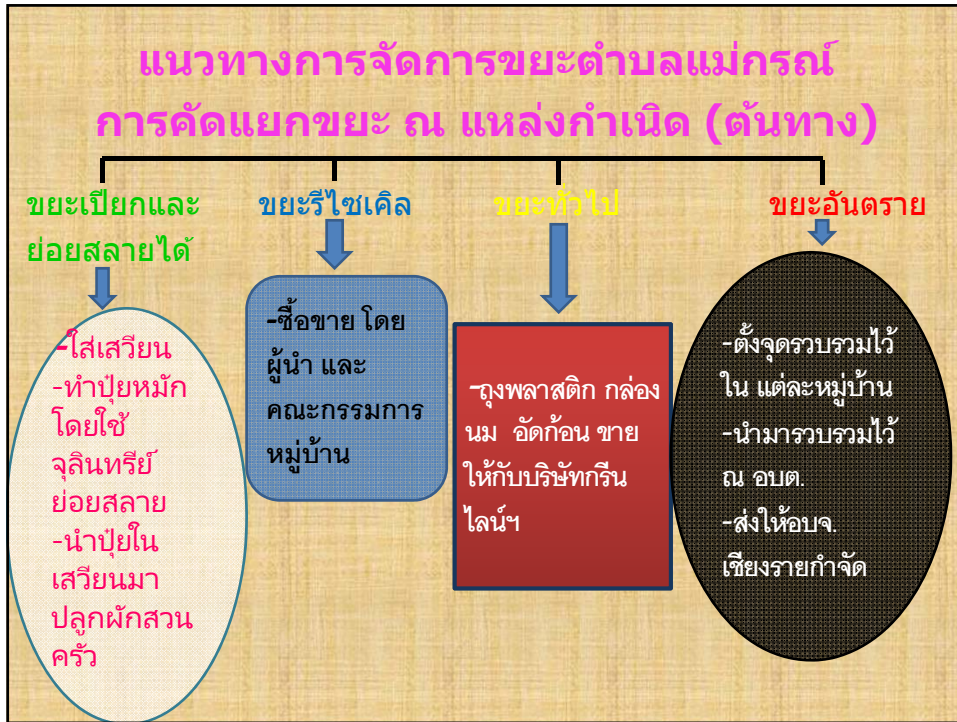 แนวทางการจัดการขยะตำบลแม่กรณ์
การคัดแยกขยะ ณ แหล่งกำเนิด (ต้นทาง)
ขยะเปียกและ
ย่อยสลายได้
-ใส่เสวียน
-ทำปุ๋ยหมัก
โดยใช้
จุลินทรีย์
ย่อยสลาย
-นำปุ๋ยใน
เสวียนมา
ปลูกผักสวน
ครัว
ขยะรีไซเคิล
-ซื้อขาย โดย
ผู้นำ และ
คณะกรรมการ
หมู่บ้าน
ขยะทั่วไป
-ถุงพลาสติก กล่อง
นม อัดก้อน ขาย
ให้กับบริษัทกรีน
ไลน์ฯ
ขยะอันตราย
-ตั้งจุดรวบรวมไว้
ใน แต่ละหมู่บ้าน
-นำมารวบรวมไว้
ณ อบต.
-ส่งให้อบจ.
เชียงรายกำจัด